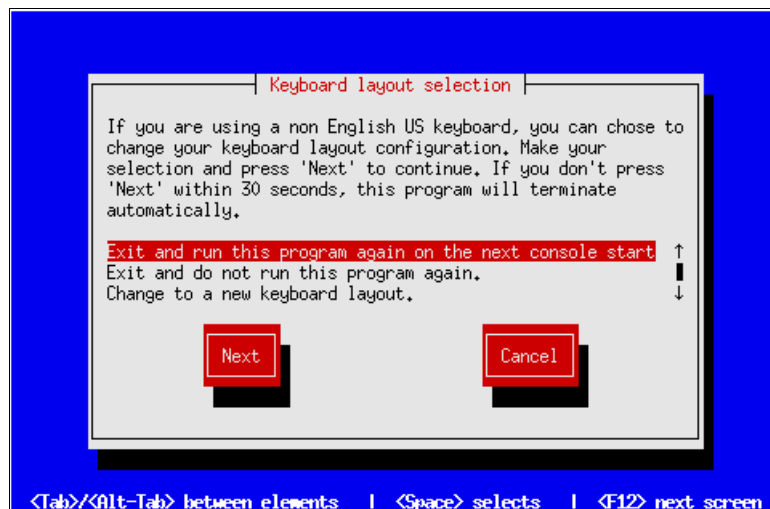 Keyboard layout selection
If you are using a non English US keyboard, you can chose to
change your keyboard layout configuration. Make your
selection and press 'Next' to continue. If you don't press
'Next' within 30 seconds, this program will terminate
automatically.
Exit and run this program again on the next console start ↑
Exit and do not run this program again.
Change to a new keyboard layout. ↓
Next Cancel
<Tab>/<Alt-Tab> between elements | <Space> selects | <F12> next screen